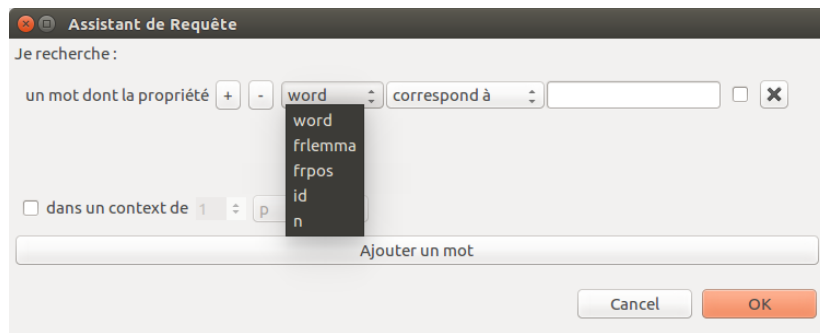 Assistant de Requête
Je recherche :
un mot dont la propriété + - word correspond à
word
frlemma
frpos
id
n
dans un context de 1 p
Ajouter un mot
Cancel OK